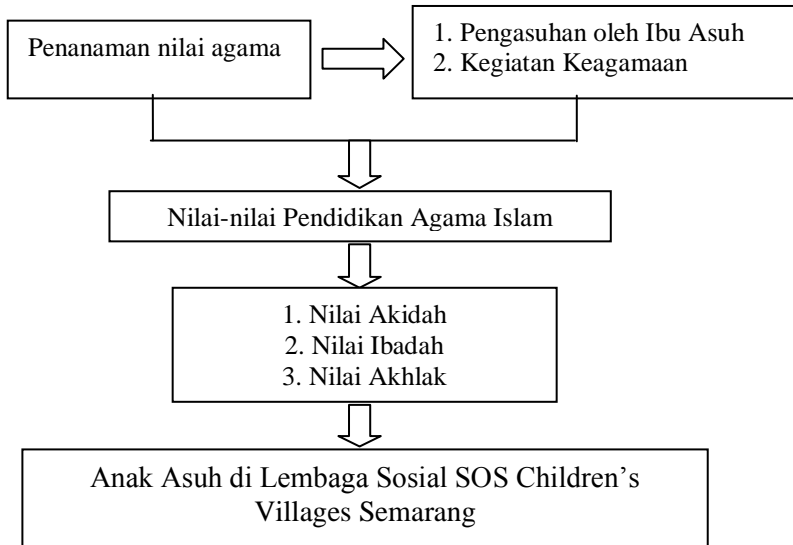 Penanaman nilai agama
1. Pengasuhan oleh Ibu Asuh
2. Kegiatan Keagamaan
Nilai-nilai Pendidikan Agama Islam
1. Nilai Akidah
2. Nilai Ibadah
3. Nilai Akhlak
Anak Asuh di Lembaga Sosial SOS Children’s
Villages Semarang